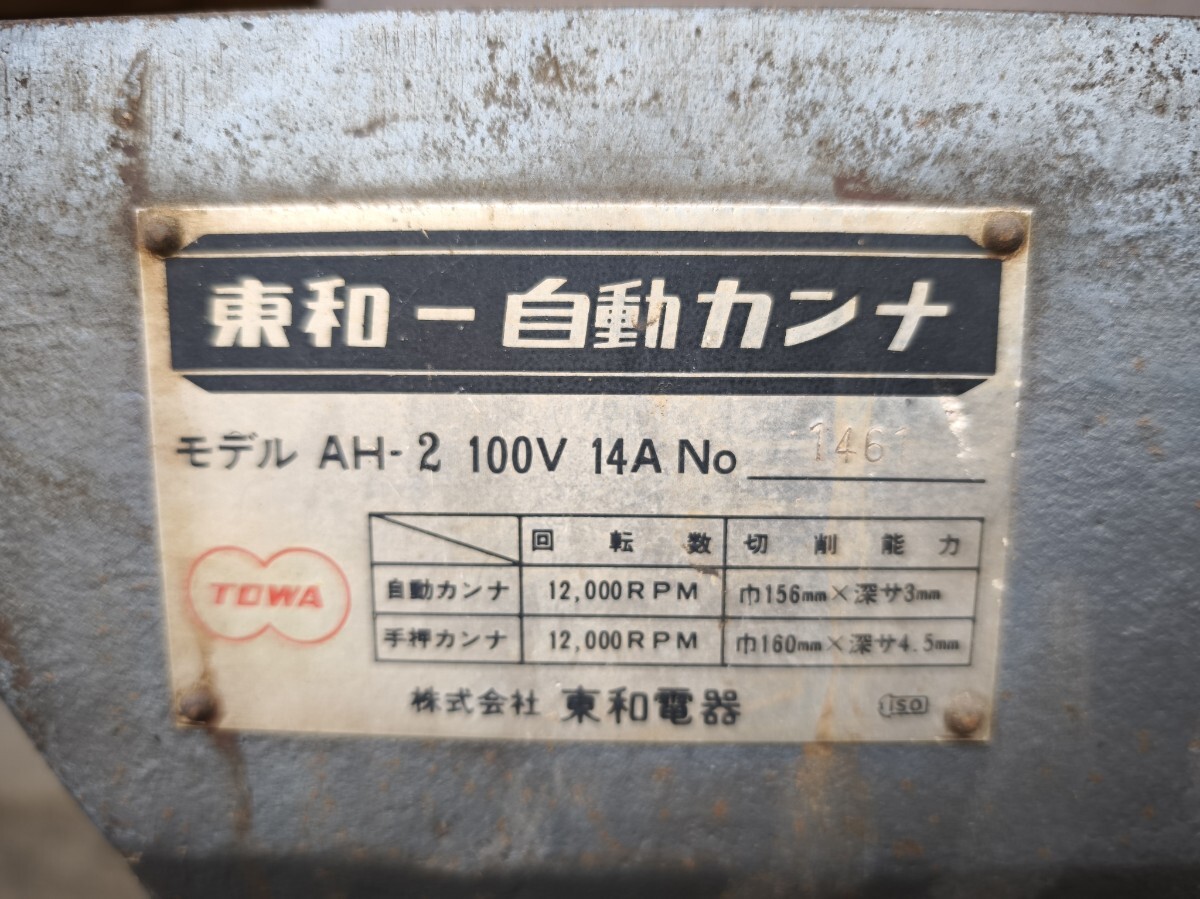 東和ー自動カンナ
モデル AH-2 100V 14A No 1461
回転数 切削能力
TOWA
自動カンナ 12,000RPM 巾156mm×深サ3mm
手押カンナ 12,000RPM 巾160mm×深サ4.5mm
株式会社 東和電器
ISO